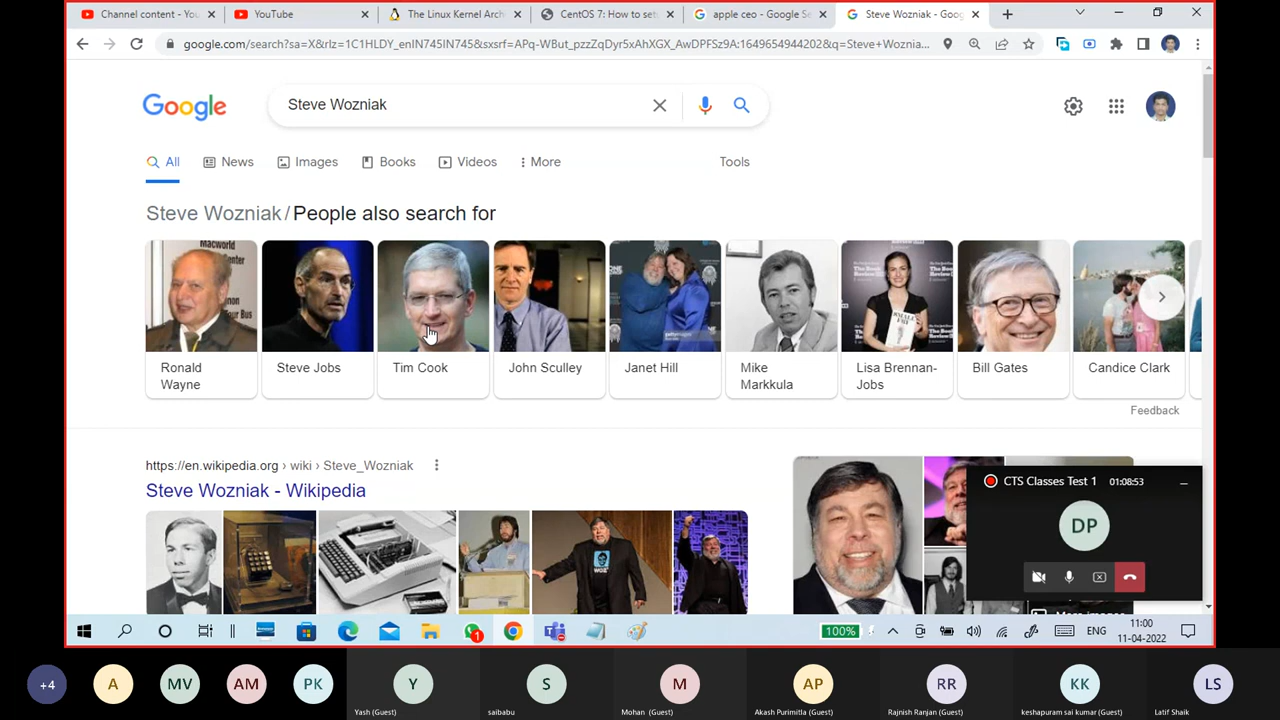 Channel content - You
YouTube
The Linux Kernel Arch
CentOS 7: How to set
apple ceo - Google Se
Steve Wozniak - Goog
google.com/search?sa=X&rlz=1C1HLDY_enIN745IN745&sxsrf=APq-WBut_pzzZqDyr5xAhXGX_AwDPFSz9A:1649654944202&q=Steve+Woznia...
Google
Steve Wozniak
All
News
Images
Books
Videos
More
Tools
Steve Wozniak/People also search for
Ronald
Wayne
Steve Jobs
Tim Cook
John Sculley
Janet Hill
Mike
Markkula
Lisa Brennan-
Jobs
Bill Gates
Candice Clark
Feedback
https://en.wikipedia.org › wiki › Steve_Wozniak
Steve Wozniak - Wikipedia
CTS Classes Test 1
01:08:53
DP
100%
ENG
11:00
11-04-2022
1
+4
A
MV
AM
PK
Y
Yash (Guest)
S
saibabu
M
Mohan (Guest)
AP
Akash Purimitla (Guest)
RR
Rajnish Ranjan (Guest)
KK
keshapuram sai kumar (Guest)
LS
Latif Shaik